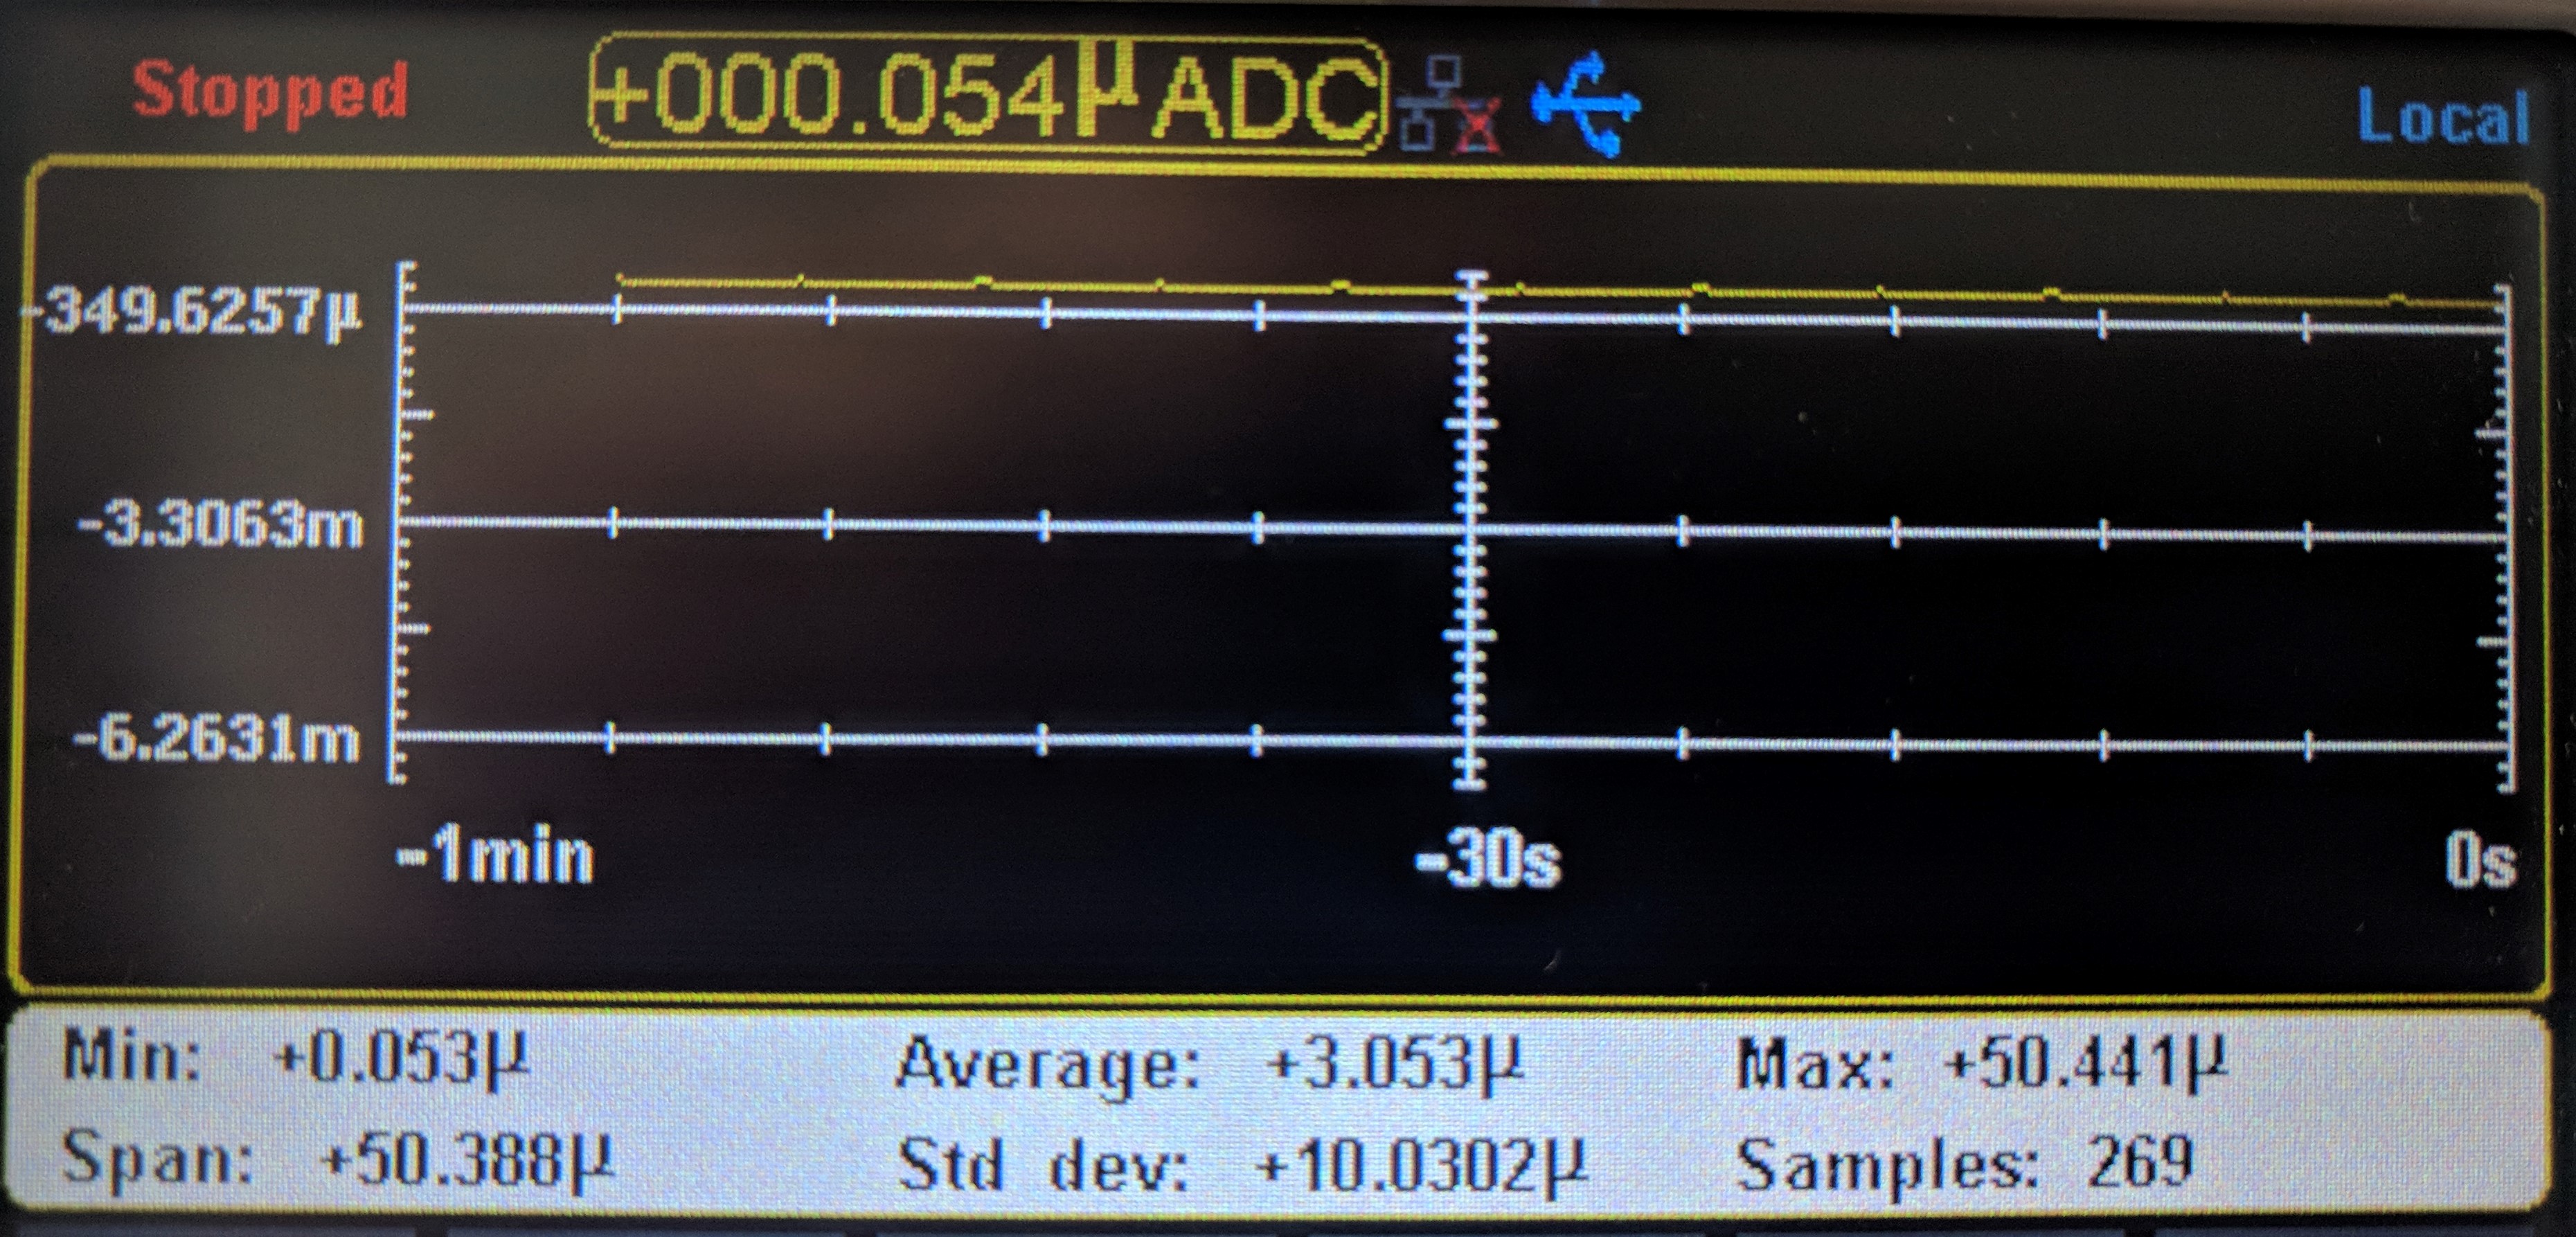 Stopped +000.054µADC Local
-349.6257µ
-3.3063m
-6.2631m
-1min -30s 0s
Min: +0.053µ Average: +3.053µ Max: +50.441µ
Span: +50.388µ Std dev: +10.0302µ Samples: 269